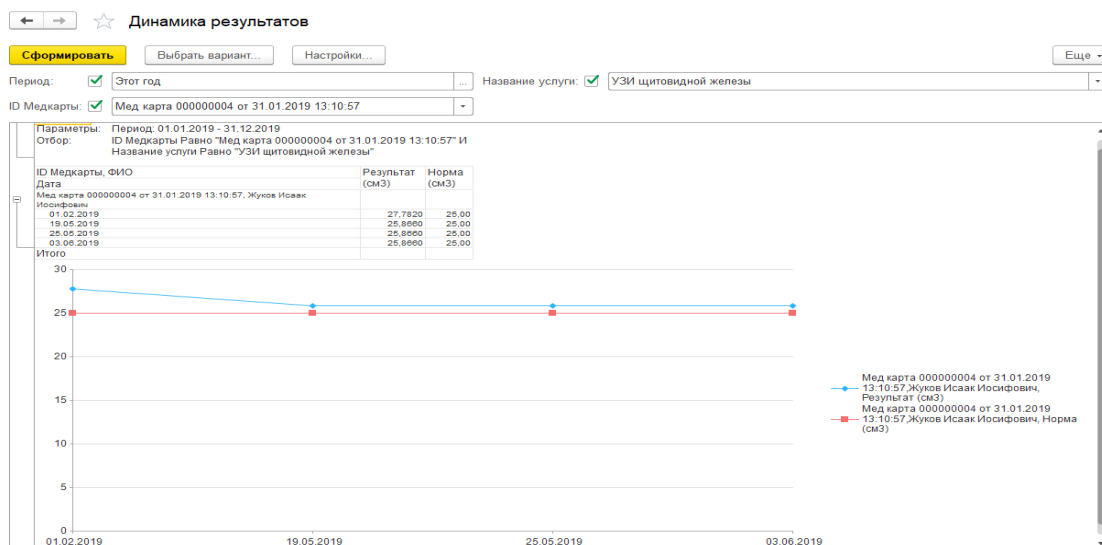 Динамика результатов
Сформировать Выбрать вариант... Настройки... Еще
Период: Этот год ... Название услуги: УЗИ щитовидной железы
ID Медкарты: Мед карта 000000004 от 31.01.2019 13:10:57
Параметры: Период: 01.01.2019 - 31.12.2019
Отбор: ID Медкарты Равно "Мед карта 000000004 от 31.01.2019 13:10:57" И
Название услуги Равно "УЗИ щитовидной железы"
ID Медкарты, ФИО Результат Норма
Дата (см3) (см3)
Мед карта 000000004 от 31.01.2019 13:10:57, Жуков Исаак
Иосифович
01.02.2019 27,7820 25,00
19.05.2019 25,8660 25,00
25.05.2019 25,8660 25,00
03.06.2019 25,8660 25,00
Итого
30
25
20
15
10
5
0
01.02.2019 19.05.2019 25.05.2019 03.06.2019
Мед карта 000000004 от 31.01.2019
13:10:57,Жуков Исаак Иосифович,
Результат (см3)
Мед карта 000000004 от 31.01.2019
13:10:57,Жуков Исаак Иосифович, Норма
(см3)